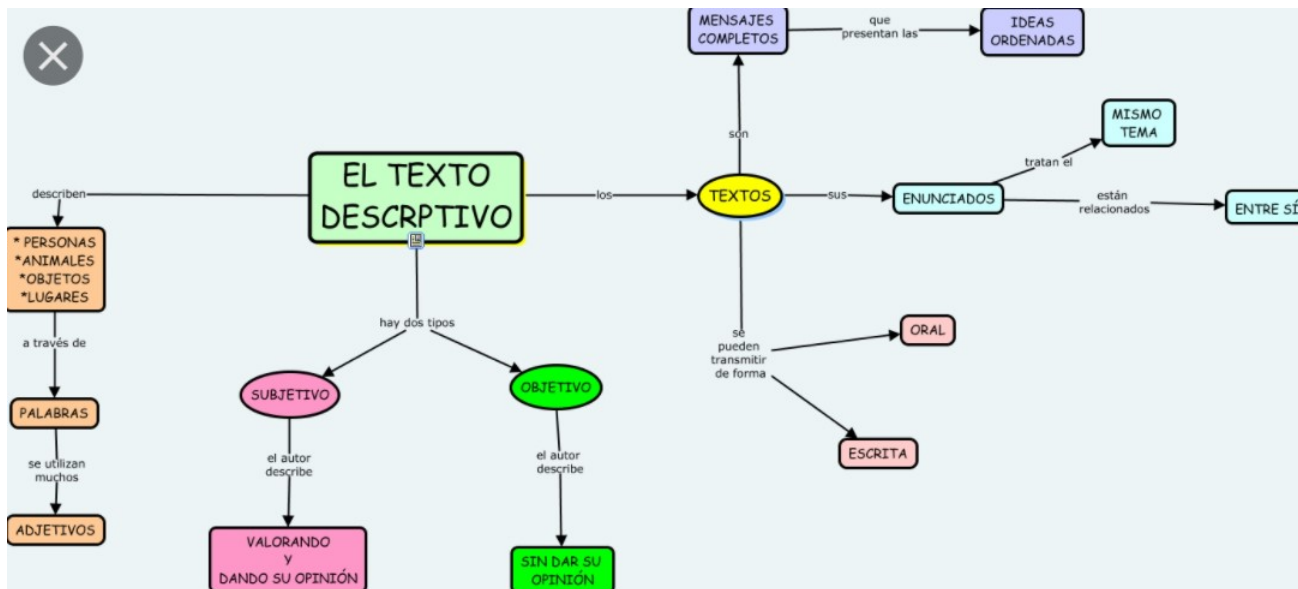 MENSAJES
COMPLETOS
que
presentan las
IDEAS
ORDENADAS
son
MISMO
TEMA
tratan el
EL TEXTO
DESCRPTIVO
describen
los
TEXTOS
sus
ENUNCIADOS
están
relacionados
ENTRE SÍ
* PERSONAS
*ANIMALES
*OBJETOS
*LUGARES
a través de
hay dos tipos
se
pueden
transmitir
de forma
ORAL
PALABRAS
SUBJETIVO
OBJETIVO
ESCRITA
se utilizan
muchos
el autor
describe
el autor
describe
ADJETIVOS
VALORANDO
Y
DANDO SU OPINIÓN
SIN DAR SU
OPINIÓN